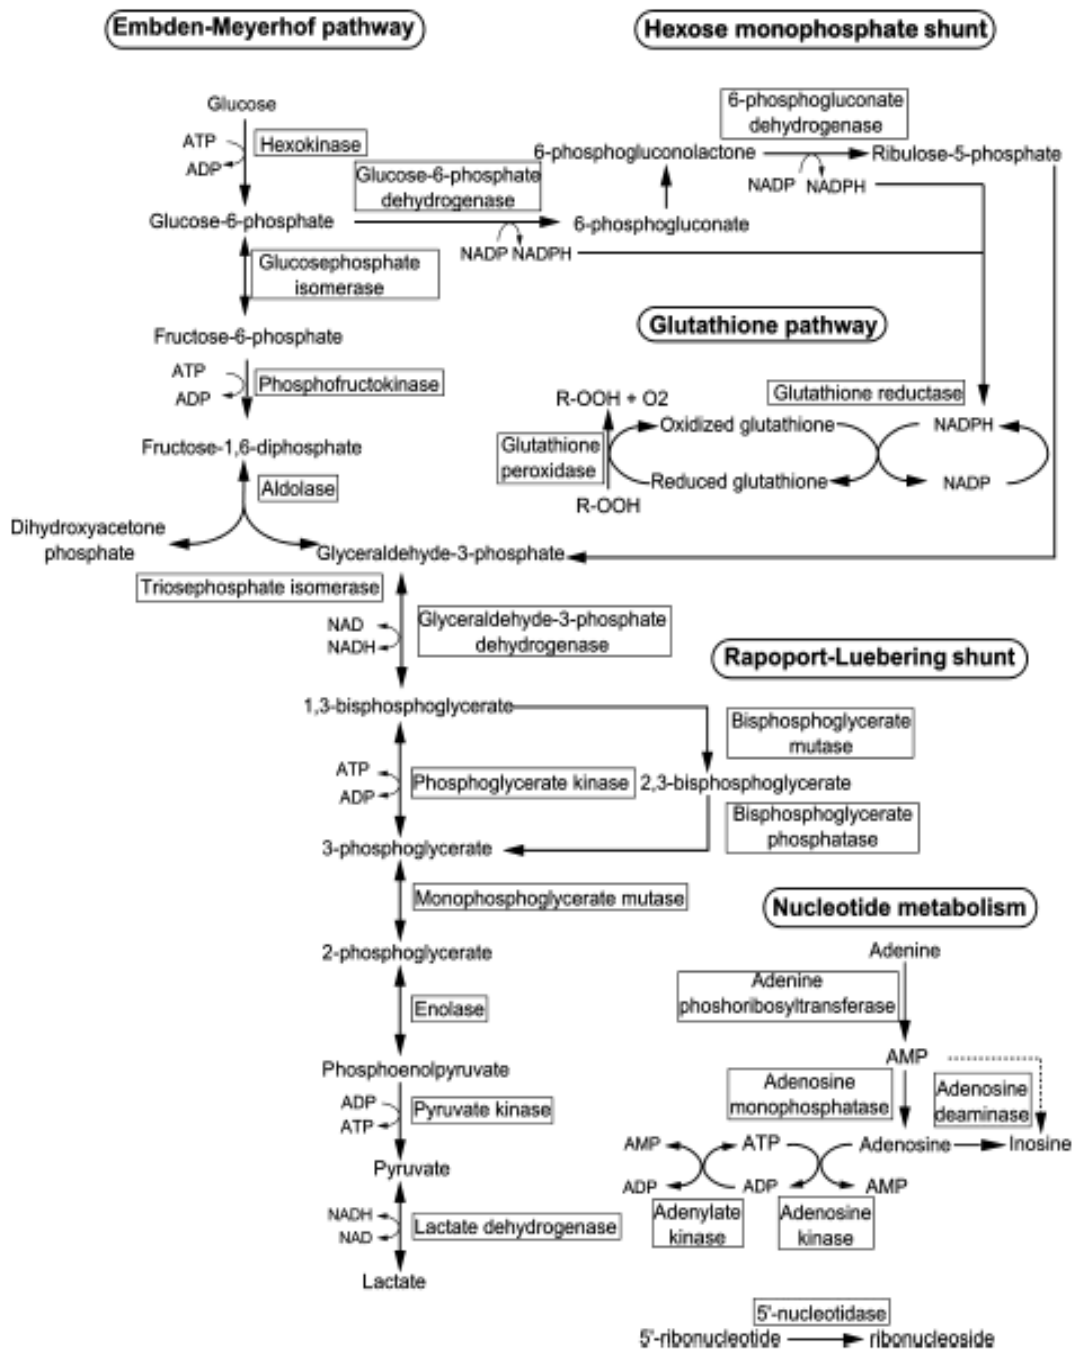 Embden-Meyerhof pathway
Hexose monophosphate shunt
Glucose
ATP
ADP
Hexokinase
6-phosphogluconate
dehydrogenase
6-phosphogluconolactone
Ribulose-5-phosphate
NADP NADPH
Glucose-6-phosphate
dehydrogenase
Glucose-6-phosphate
6-phosphogluconate
NADP NADPH
Glucosephosphate
isomerase
Fructose-6-phosphate
ATP
ADP
Phosphofructokinase
Glutathione pathway
R-OOH + O2
Glutathione reductase
Oxidized glutathione
NADPH
Glutathione
peroxidase
Reduced glutathione
NADP
R-OOH
Fructose-1,6-diphosphate
Aldolase
Dihydroxyacetone
phosphate
Glyceraldehyde-3-phosphate
Triosephosphate isomerase
NAD
NADH
Glyceraldehyde-3-phosphate
dehydrogenase
Rapoport-Luebering shunt
1,3-bisphosphoglycerate
Bisphosphoglycerate
mutase
ATP
ADP
Phosphoglycerate kinase
2,3-bisphosphoglycerate
Bisphosphoglycerate
phosphatase
3-phosphoglycerate
Monophosphoglycerate mutase
2-phosphoglycerate
Enolase
Phosphoenolpyruvate
ADP
ATP
Pyruvate kinase
Pyruvate
NADH
NAD
Lactate dehydrogenase
Lactate
Nucleotide metabolism
Adenine
Adenine
phoshoribosyltransferase
AMP
Adenosine
monophosphatase
Adenosine
deaminase
AMP
ATP
Adenosine
Inosine
ADP
ADP
AMP
Adenylate
kinase
Adenosine
kinase
5'-nucleotidase
5'-ribonucleotide
ribonucleoside